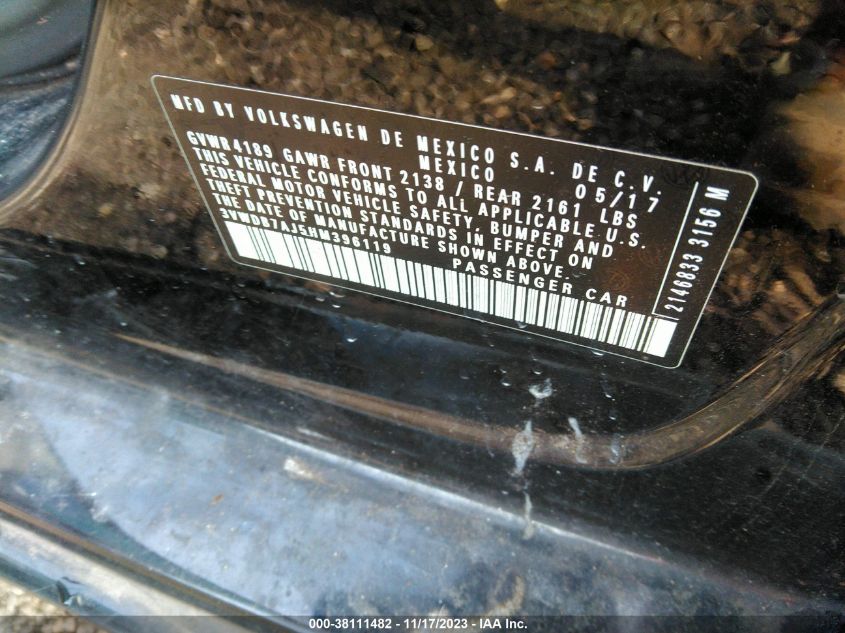 MFD BY VOLKSWAGEN DE MEXICO S.A. DE C.V.
MEXICO 05/17
GVWR 4189 GAWR FRONT 2138 / REAR 2161 LBS
THIS VEHICLE CONFORMS TO ALL APPLICABLE U.S.
FEDERAL MOTOR VEHICLE SAFETY, BUMPER AND
THEFT PREVENTION STANDARDS IN EFFECT ON
THE DATE OF MANUFACTURE SHOWN ABOVE.
3VWDB7AJ5HM396119
PASSENGER CAR
2146833 3156 M
000-38111482 - 11/17/2023 - IAA Inc.